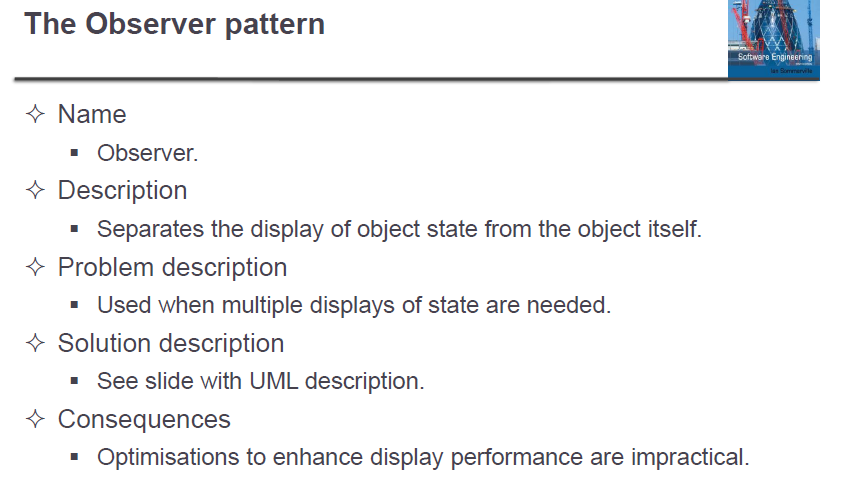 The Observer pattern
Software Engineering
Ian Sommerville
✧ Name
▪ Observer.
✧ Description
▪ Separates the display of object state from the object itself.
✧ Problem description
▪ Used when multiple displays of state are needed.
✧ Solution description
▪ See slide with UML description.
✧ Consequences
▪ Optimisations to enhance display performance are impractical.